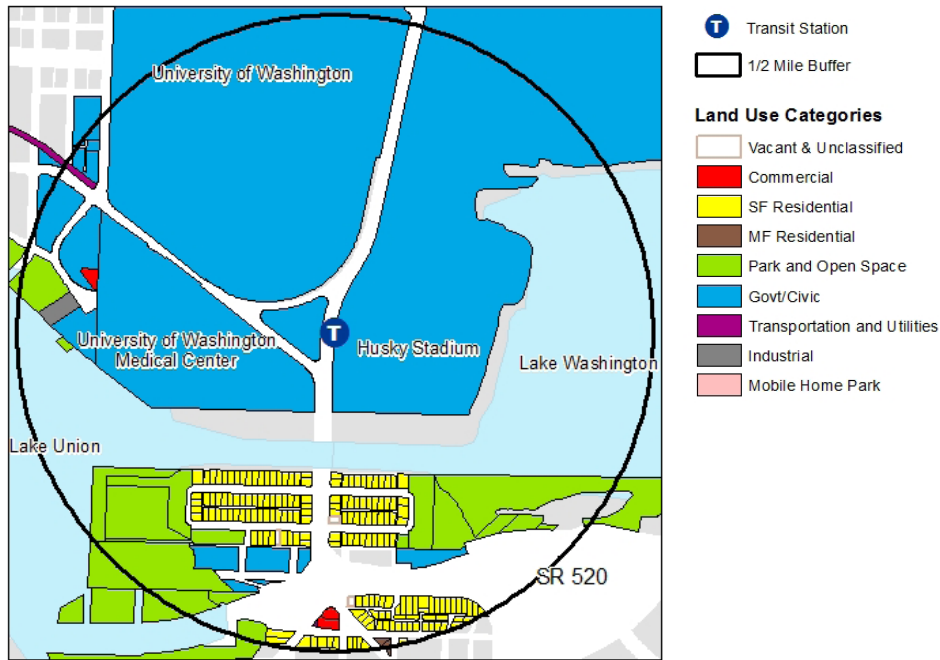 T
Transit Station
1/2 Mile Buffer
Land Use Categories
Vacant & Unclassified
Commercial
SF Residential
MF Residential
Park and Open Space
Govt/Civic
Transportation and Utilities
Industrial
Mobile Home Park
University of Washington
T
University of Washington
Medical Center
Husky Stadium
Lake Washington
Lake Union
SR 520